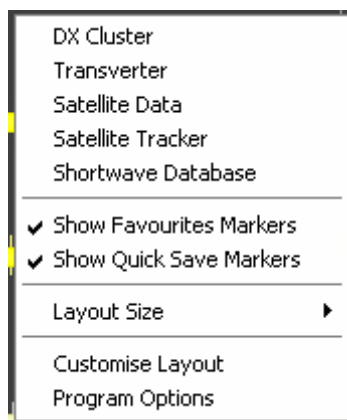 DX Cluster
Transverter
Satellite Data
Satellite Tracker
Shortwave Database
Show Favourites Markers
Show Quick Save Markers
Layout Size
Customise Layout
Program Options